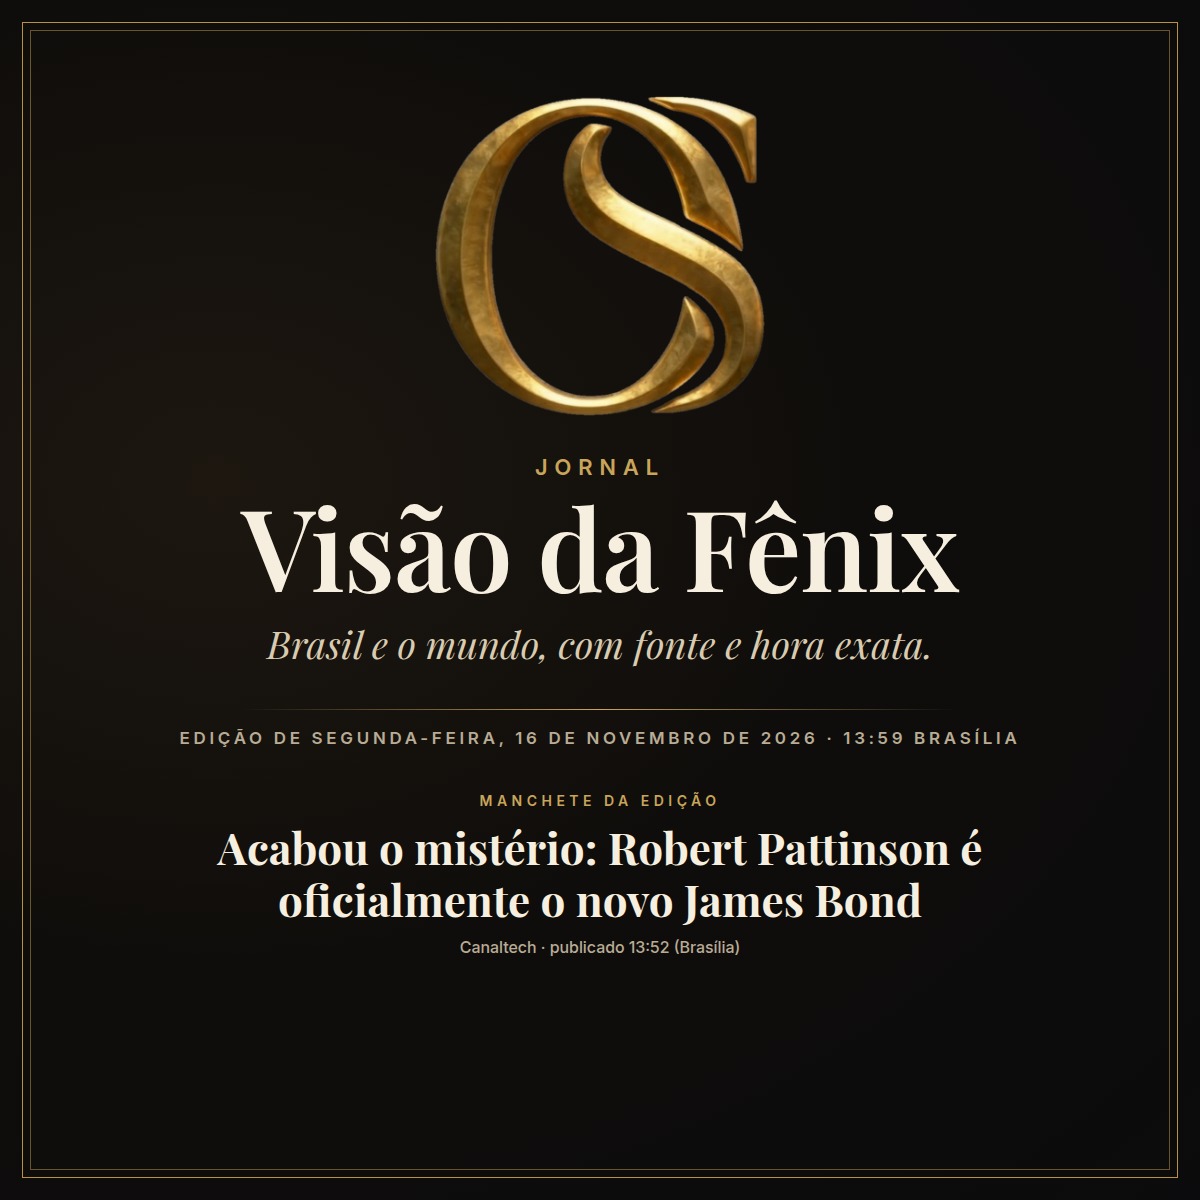 CS
JORNAL
Visão da Fênix
Brasil e o mundo, com fonte e hora exata.
EDIÇÃO DE SEGUNDA-FEIRA, 16 DE NOVEMBRO DE 2026 · 13:59 BRASÍLIA
MANCHETE DA EDIÇÃO
Acabou o mistério: Robert Pattinson é
oficialmente o novo James Bond
Canaltech · publicado 13:52 (Brasília)